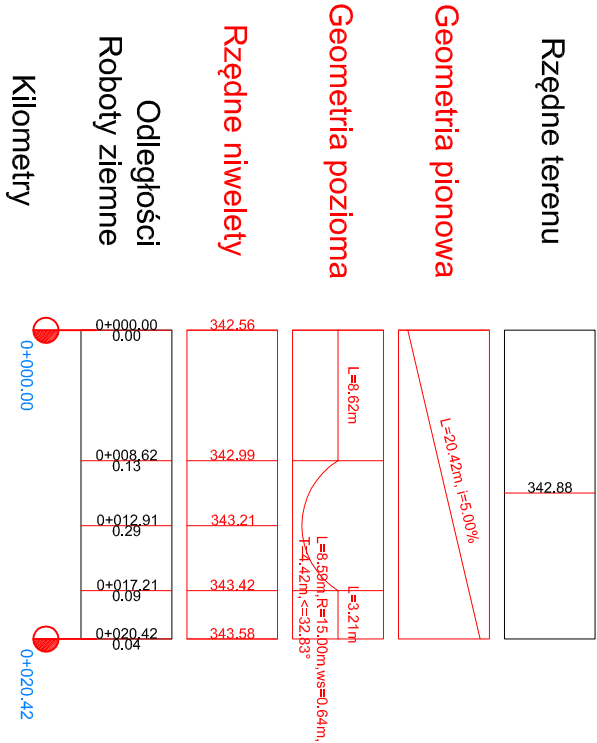 Rzędne terenu
342.88
Geometria pionowa
L=20.42m, i=5.00%
Geometria pozioma
L=8.62m
L=8.59m,R=15.00m,ws=0.64m,
T=4.42m,<=32.83°
L=3.21m
Rzędne niwelety
342.56
342.99
343.21
343.42
343.58
Odległości
Roboty ziemne
0+000.00
0.00
0+008.62
0.13
0+012.91
0.29
0+017.21
0.09
0+020.42
0.04
Kilometry
0+000.00
0+020.42